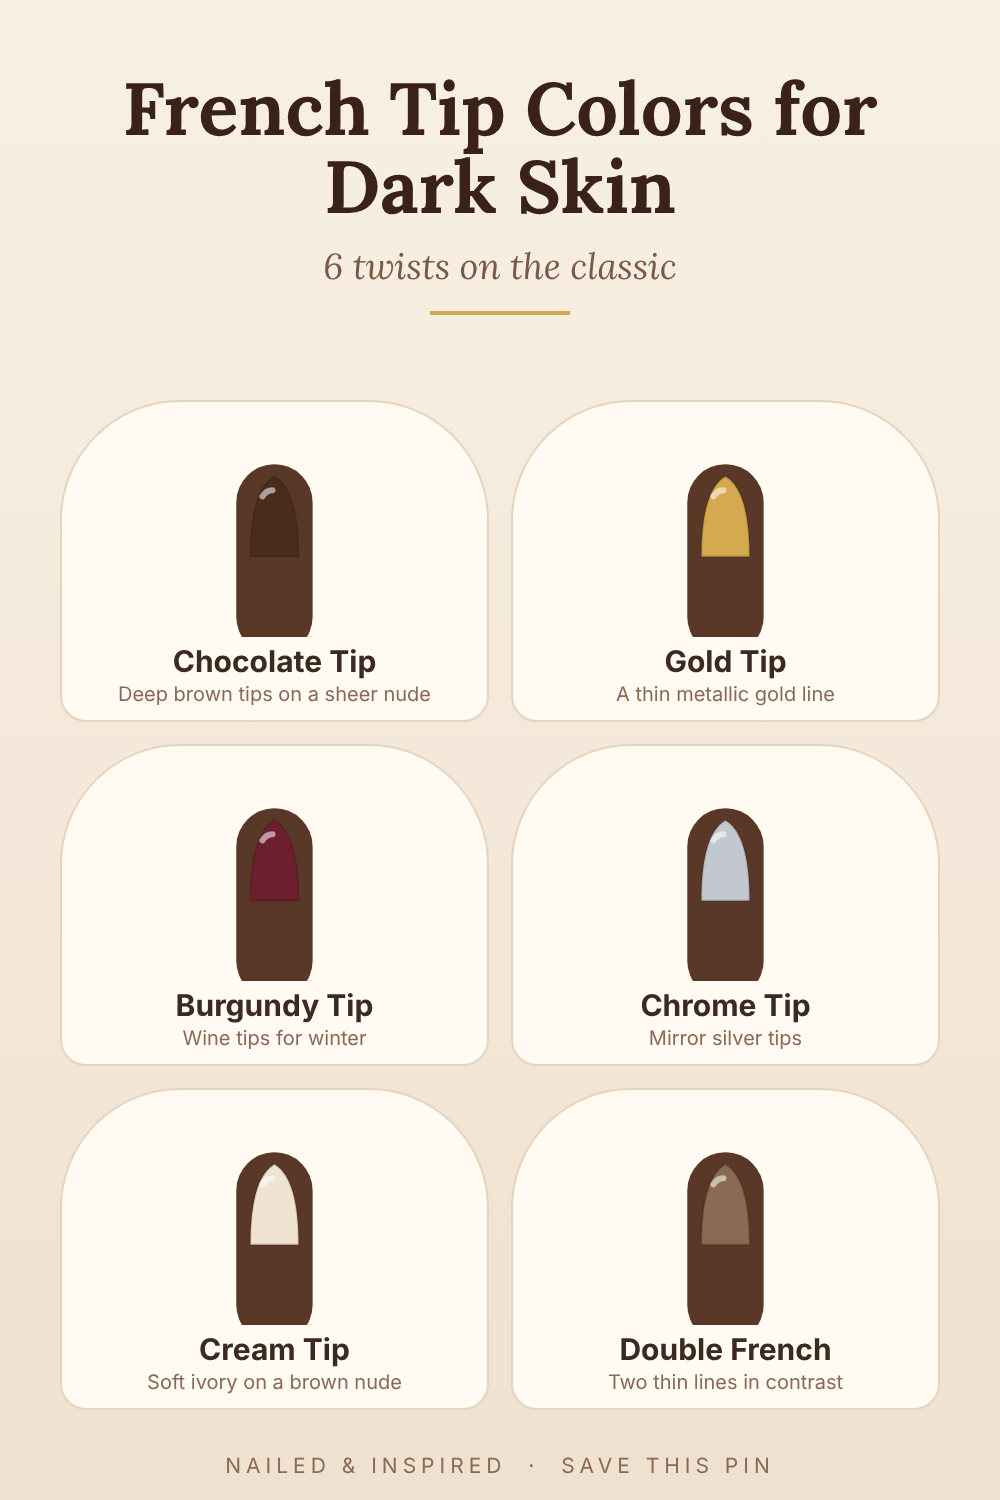 French Tip Colors for
Dark Skin
6 twists on the classic
Chocolate Tip
Deep brown tips on a sheer nude
Gold Tip
A thin metallic gold line
Burgundy Tip
Wine tips for winter
Chrome Tip
Mirror silver tips
Cream Tip
Soft ivory on a brown nude
Double French
Two thin lines in contrast
NAILED & INSPIRED · SAVE THIS PIN